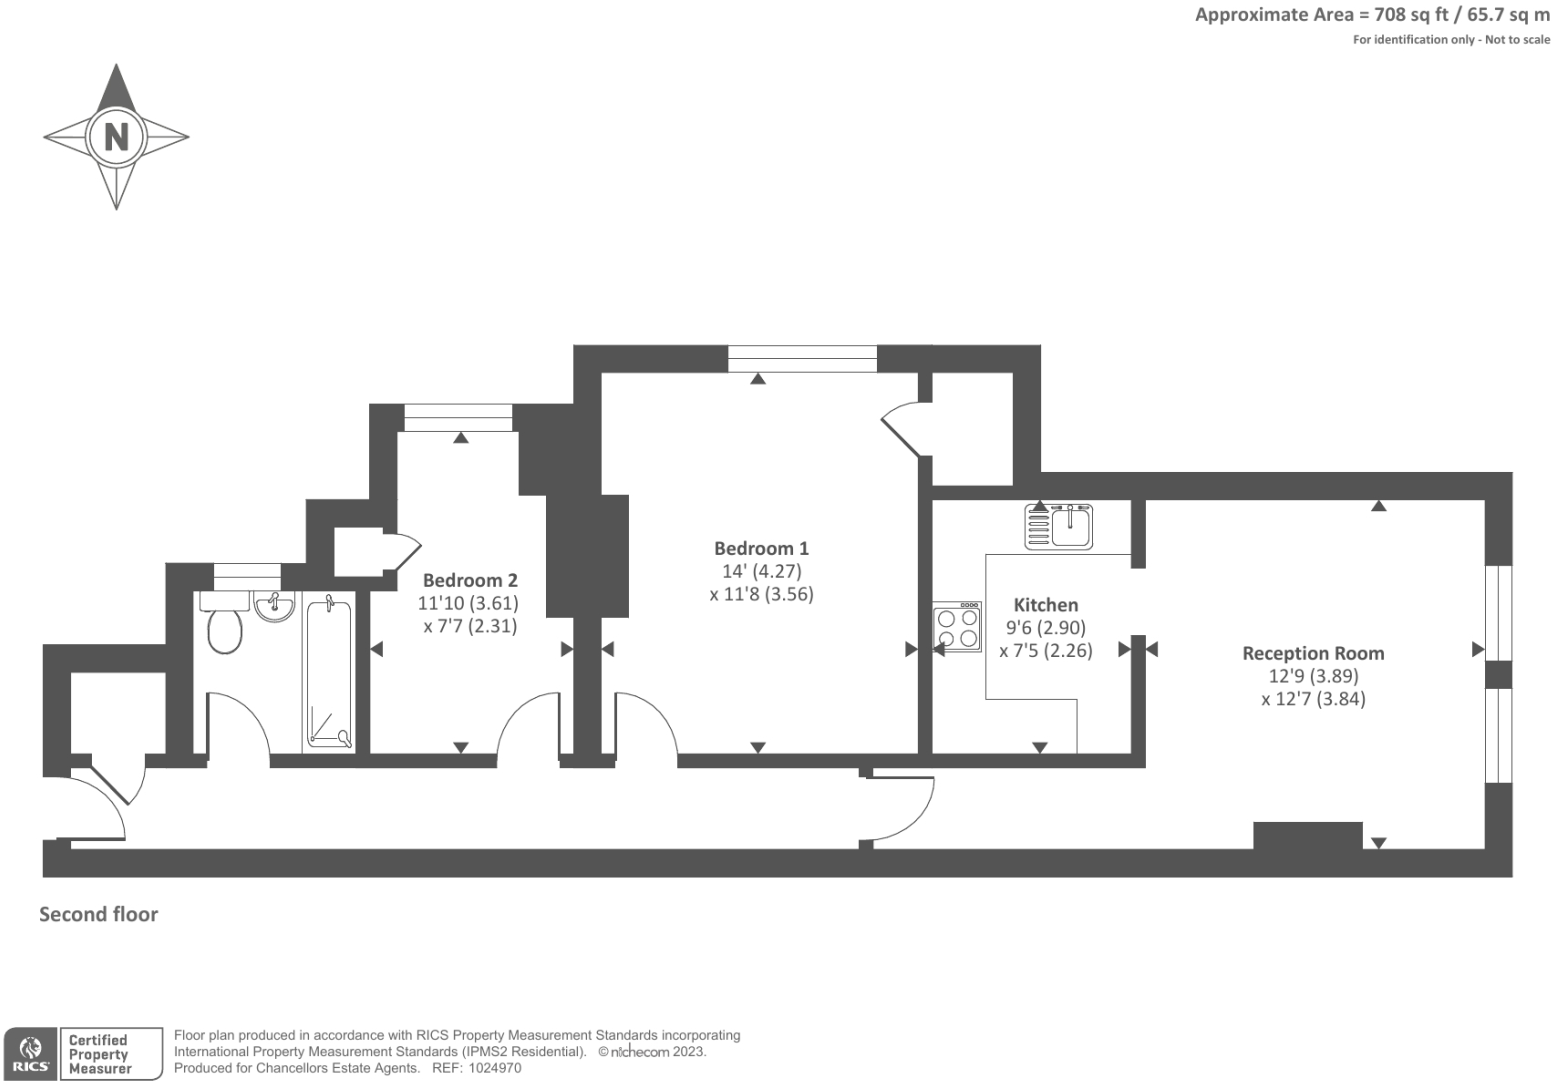 Approximate Area = 708 sq ft / 65.7 sq m
For identification only - Not to scale
N
Bedroom 1
14' (4.27)
x 11'8 (3.56)
Bedroom 2
11'10 (3.61)
x 7'7 (2.31)
Kitchen
9'6 (2.90)
x 7'5 (2.26)
Reception Room
12'9 (3.89)
x 12'7 (3.84)
Second floor
RICS
Certified
Property
Measurer
Floor plan produced in accordance with RICS Property Measurement Standards incorporating
International Property Measurement Standards (IPMS2 Residential). © nichecom 2023.
Produced for Chancellors Estate Agents. REF: 1024970